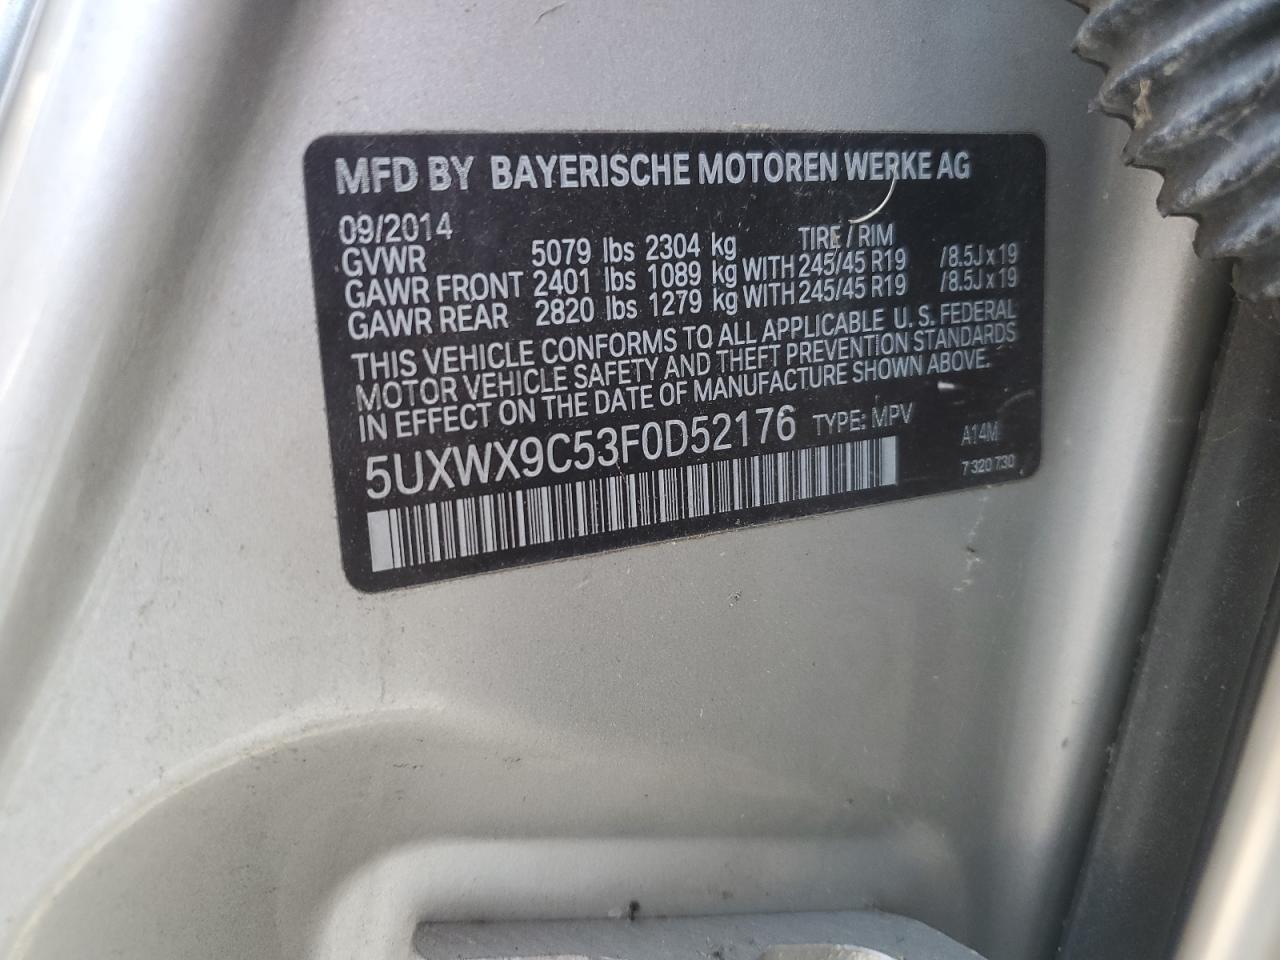 MFD BY BAYERISCHE MOTOREN WERKE AG
09/2014
TIRE / RIM
GVWR 5079 lbs 2304 kg
GAWR FRONT 2401 lbs 1089 kg WITH 245/45 R19 /8.5J x 19
GAWR REAR 2820 lbs 1279 kg WITH 245/45 R19 /8.5J x 19
THIS VEHICLE CONFORMS TO ALL APPLICABLE U. S. FEDERAL
MOTOR VEHICLE SAFETY AND THEFT PREVENTION STANDARDS
IN EFFECT ON THE DATE OF MANUFACTURE SHOWN ABOVE.
5UXWX9C53F0D52176 TYPE: MPV
A14M
7 320 730